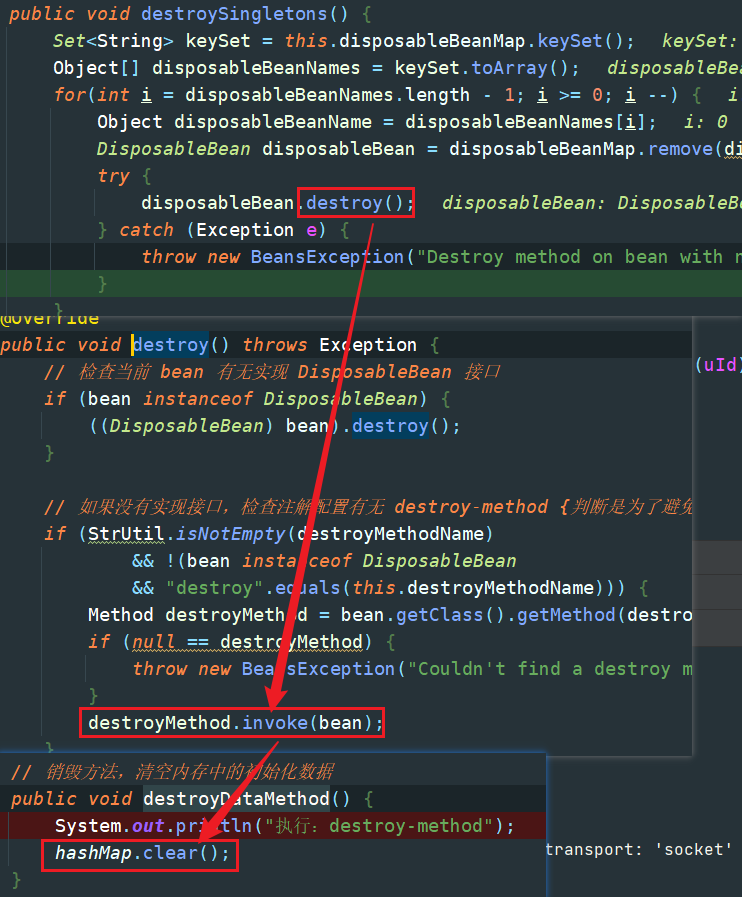 public void destroySingletons() {
Set<String> keySet = this.disposableBeanMap.keySet();   keySet:
Object[] disposableBeanNames = keySet.toArray();   disposableBea
for(int i = disposableBeanNames.length - 1; i >= 0; i --) {   i
Object disposableBeanName = disposableBeanNames[i];   i: 0
DisposableBean disposableBean = disposableBeanMap.remove(di
try {
disposableBean.destroy();   disposableBean: DisposableBe
} catch (Exception e) {
throw new BeansException("Destroy method on bean with n
}
}
@Override
public void destroy() throws Exception {
(uId)
// 检查当前 bean 有无实现 DisposableBean 接口
if (bean instanceof DisposableBean) {
((DisposableBean) bean).destroy();
}
// 如果没有实现接口，检查注解配置有无 destroy-method {判断是为了避免
if (StrUtil.isNotEmpty(destroyMethodName)
&& !(bean instanceof DisposableBean
&& "destroy".equals(this.destroyMethodName))) {
Method destroyMethod = bean.getClass().getMethod(destro
if (null == destroyMethod) {
throw new BeansException("Couldn't find a destroy m
}
destroyMethod.invoke(bean);
}
// 销毁方法，清空内存中的初始化数据
public void destroyDataMethod() {
System.out.println("执行：destroy-method");
hashMap.clear();
transport: 'socket'
}